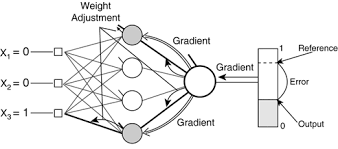 Weight
Adjustment
Gradient
X1 = 0
X2 = 0
X3 = 1
Gradient
Gradient
1
Reference
Error
Output
0